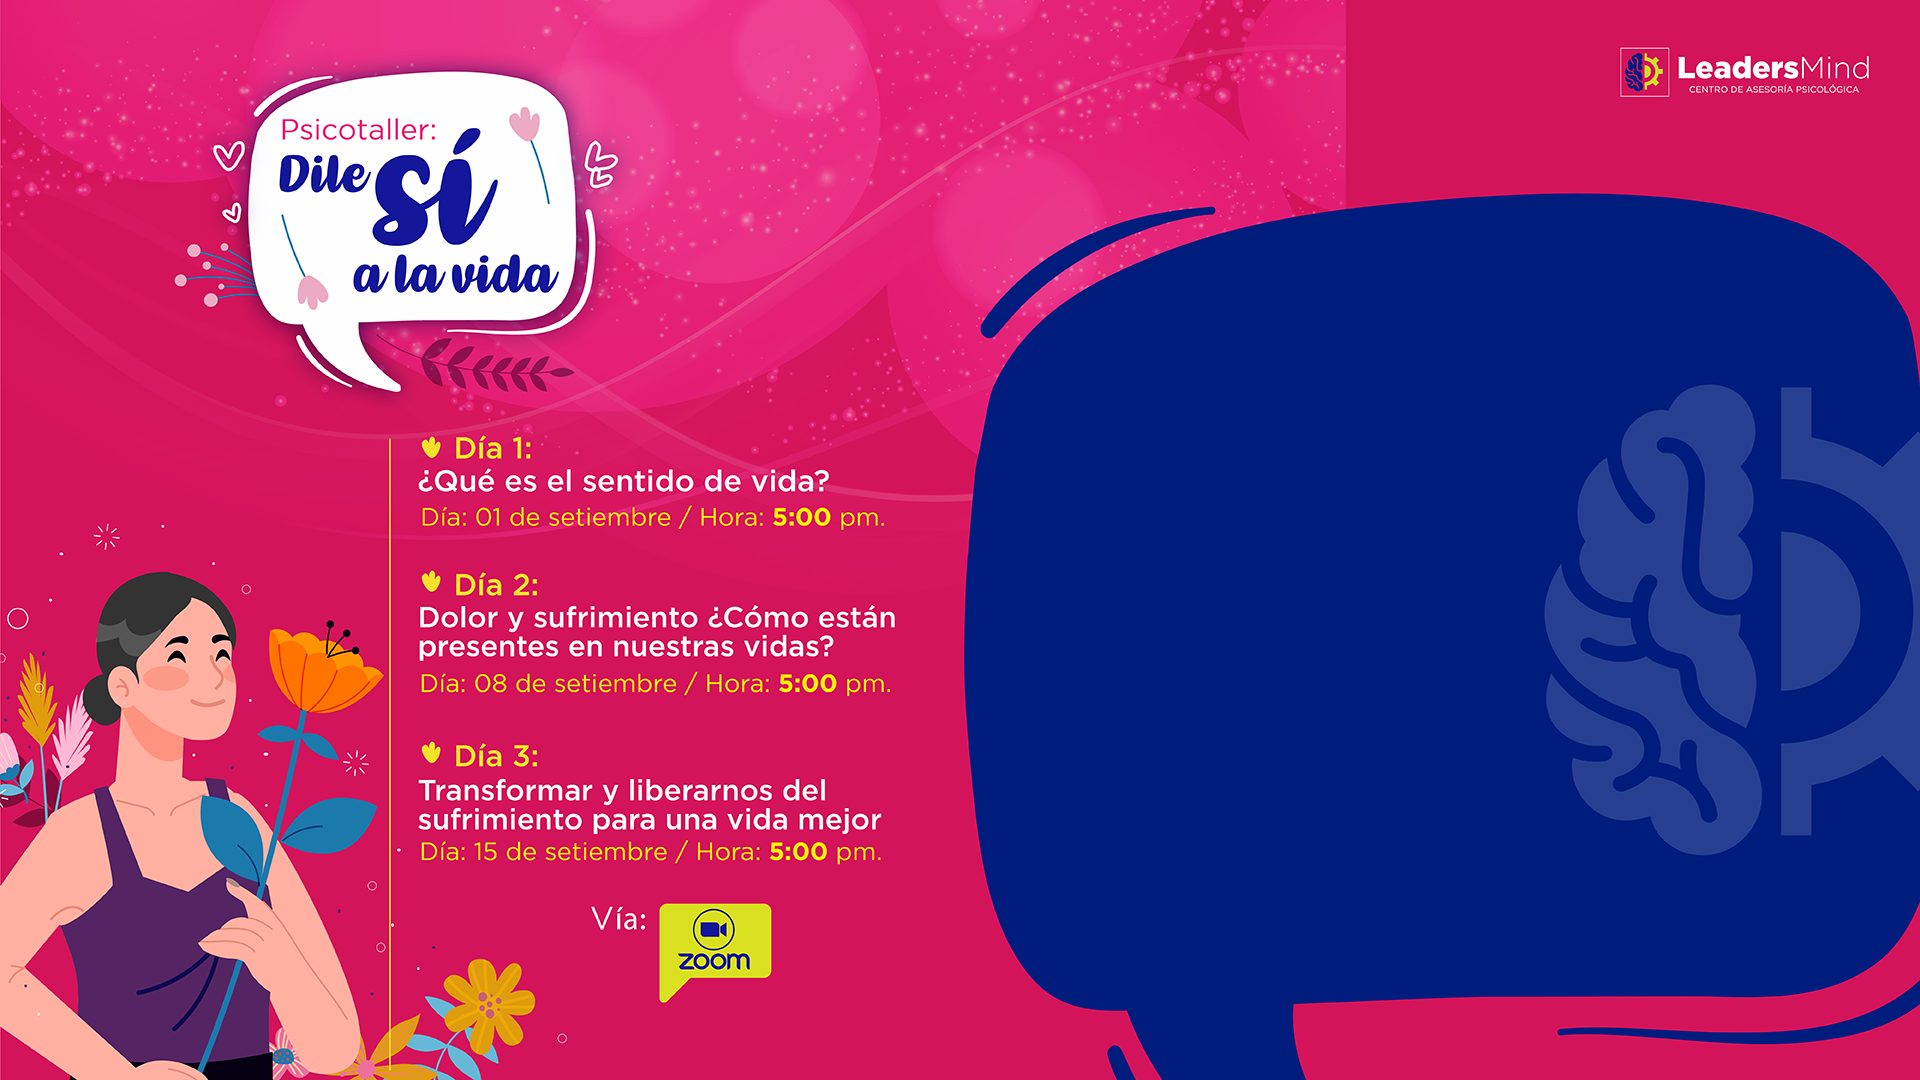 LeadersMind
CENTRO DE ASESORÍA PSICOLÓGICA
Psicotaller:
Dile sí
a la vida
Día 1:
¿Qué es el sentido de vida?
Día: 01 de setiembre / Hora: 5:00 pm.
Día 2:
Dolor y sufrimiento ¿Cómo están
presentes en nuestras vidas?
Día: 08 de setiembre / Hora: 5:00 pm.
Día 3:
Transformar y liberarnos del
sufrimiento para una vida mejor
Día: 15 de setiembre / Hora: 5:00 pm.
Vía:
zoom